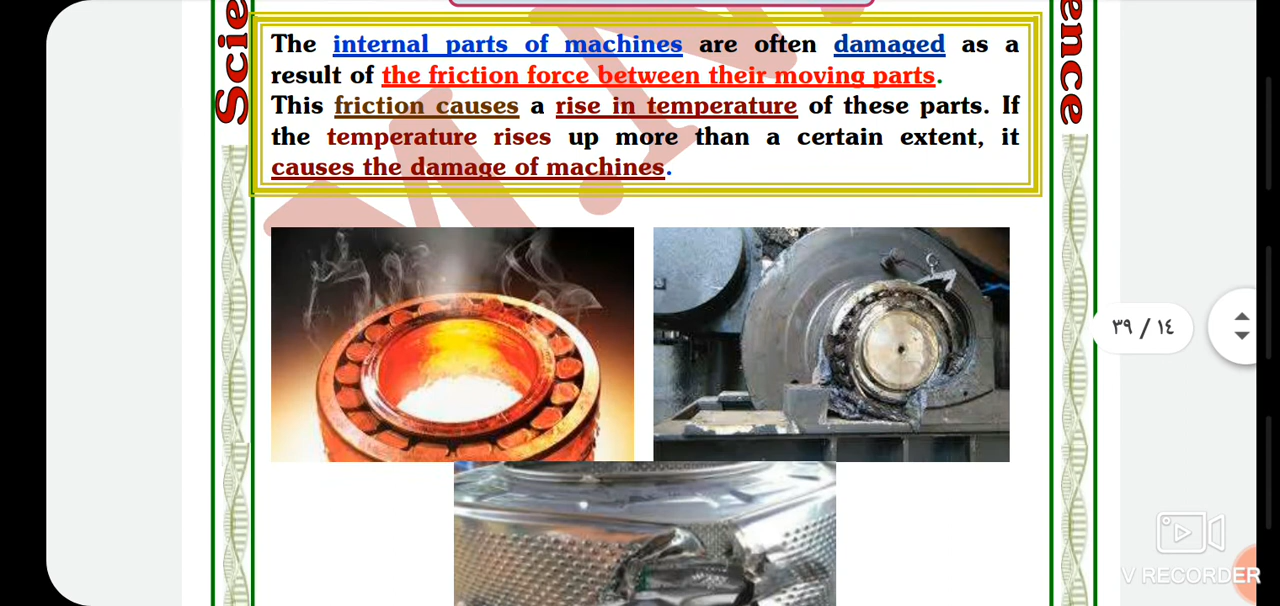 Scie
ence
The internal parts of machines are often damaged as a
result of the friction force between their moving parts.
This friction causes a rise in temperature of these parts. If
the temperature rises up more than a certain extent, it
causes the damage of machines.
٣٩ / ١٤
V RECORDER